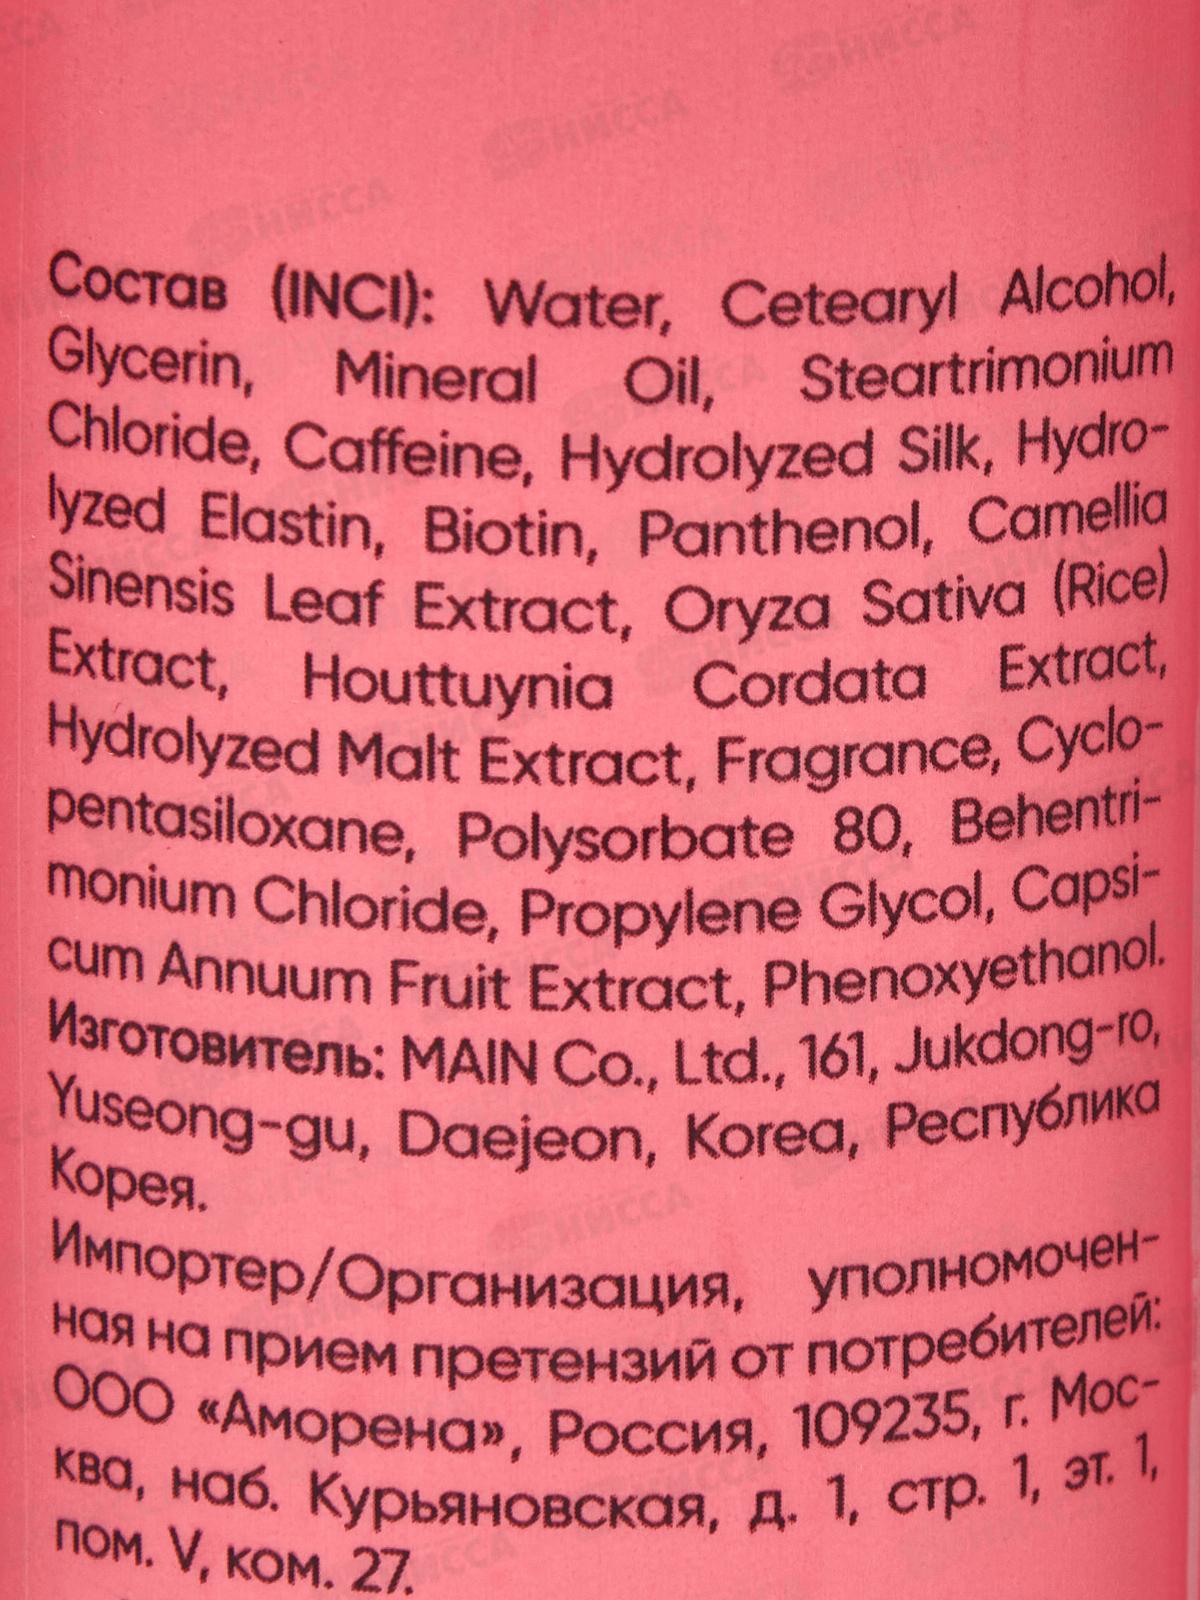 Состав (INCI): Water, Cetearyl Alcohol,
Glycerin, Mineral Oil, Steartrimonium
Chloride, Caffeine, Hydrolyzed Silk, Hydro-
lyzed Elastin, Biotin, Panthenol, Camellia
Sinensis Leaf Extract, Oryza Sativa (Rice)
Extract, Houttuynia Cordata Extract,
Hydrolyzed Malt Extract, Fragrance, Cyclo-
pentasiloxane, Polysorbate 80, Behentri-
monium Chloride, Propylene Glycol, Capsi-
cum Annuum Fruit Extract, Phenoxyethanol.
Изготовитель: MAIN Co., Ltd., 161, Jukdong-ro,
Yuseong-gu, Daejeon, Korea, Республика
Корея.
Импортер/Организация, уполномочен-
ная на прием претензий от потребителей:
ООО «Аморена», Россия, 109235, г. Мос-
ква, наб. Курьяновская, д. 1, стр. 1, эт. 1,
пом. V, ком. 27.